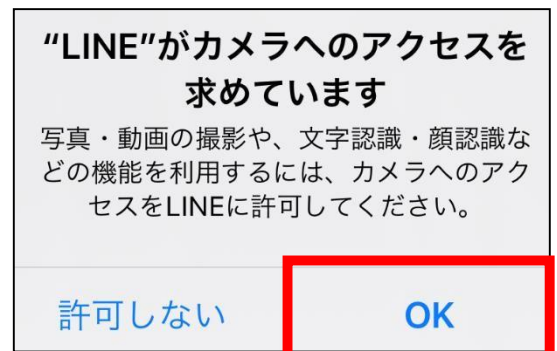 “LINE”がカメラへのアクセスを
求めています
写真・動画の撮影や、文字認識・顔認識な
どの機能を利用するには、カメラへのアク
セスをLINEに許可してください。
許可しない
OK